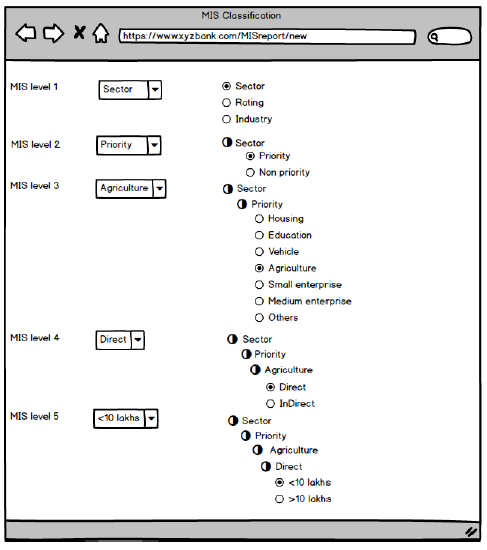 MIS Classification
https://www.xyzbank.com/MISreport/new
MIS level 1 Sector Sector
Rating
Industry
MIS level 2 Priority Sector
Priority
Non priority
MIS level 3 Agriculture Sector
Priority
Housing
Education
Vehicle
Agriculture
Small enterprise
Medium enterprise
Others
MIS level 4 Direct Sector
Priority
Agriculture
Direct
InDirect
MIS level 5 <10 lakhs Sector
Priority
Agriculture
Direct
<10 lakhs
>10 lakhs